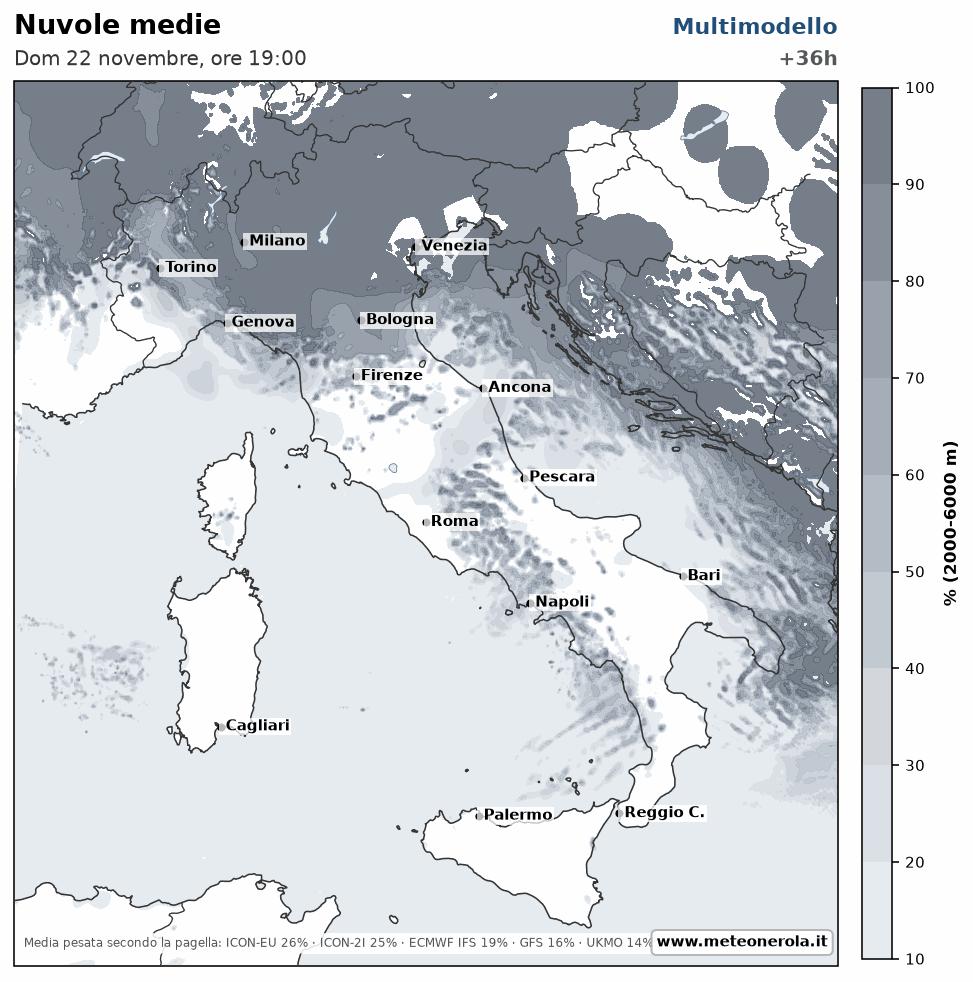 Nuvole medie
Multimodello
Dom 22 novembre, ore 19:00
+36h
Milano
Venezia
Torino
Genova
Bologna
Firenze
Ancona
Pescara
Roma
Bari
Napoli
Cagliari
Palermo
Reggio C.
100
90
80
70
60
50
40
30
20
10
% (2000-6000 m)
Media pesata secondo la pagella: ICON-EU 26% · ICON-2I 25% · ECMWF IFS 19% · GFS 16% · UKMO 14%
www.meteonerola.it